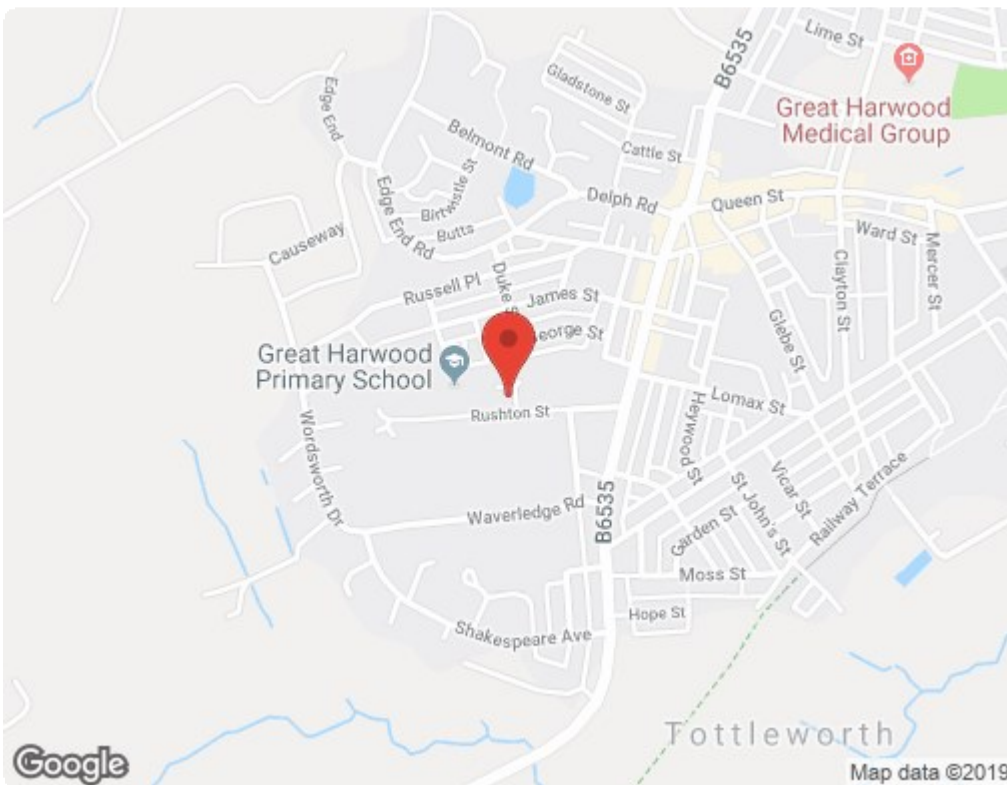 Lime St
B6535
Gladstone St
Great Harwood
Medical Group
Edge End
Belmont Rd
Cattle St
Birtwistle St
Delph Rd
Queen St
Edge End Rd
Butts
Ward St
Mercer St
Causeway
Clayton St
Russell Pl
Duke S
James St
Glebe St
eorge St
Great Harwood
Primary School
Rushton St
Lomax St
Heywood St
Wordsworth Dr
Vicar St
Railway Terrace
St John's St
Waverledge Rd
B6535
Garden St
Moss St
Hope St
Shakespeare Ave
Tottleworth
Google
Map data ©2019